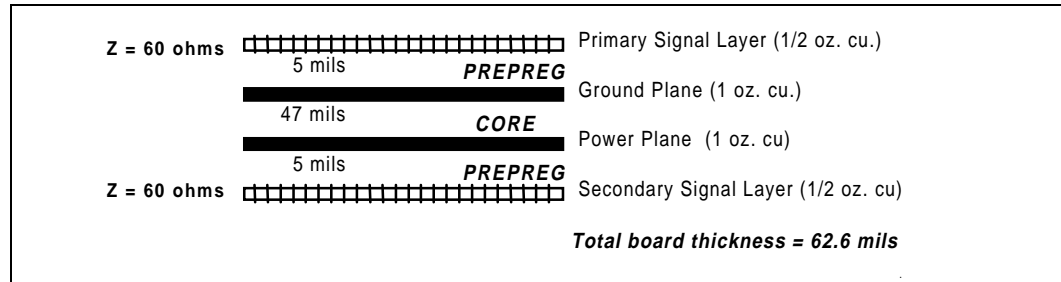 Z = 60 ohms Primary Signal Layer (1/2 oz. cu.)
5 mils PREPREG
Ground Plane (1 oz. cu.)
47 mils CORE
Power Plane (1 oz. cu)
5 mils PREPREG
Z = 60 ohms Secondary Signal Layer (1/2 oz. cu)
Total board thickness = 62.6 mils